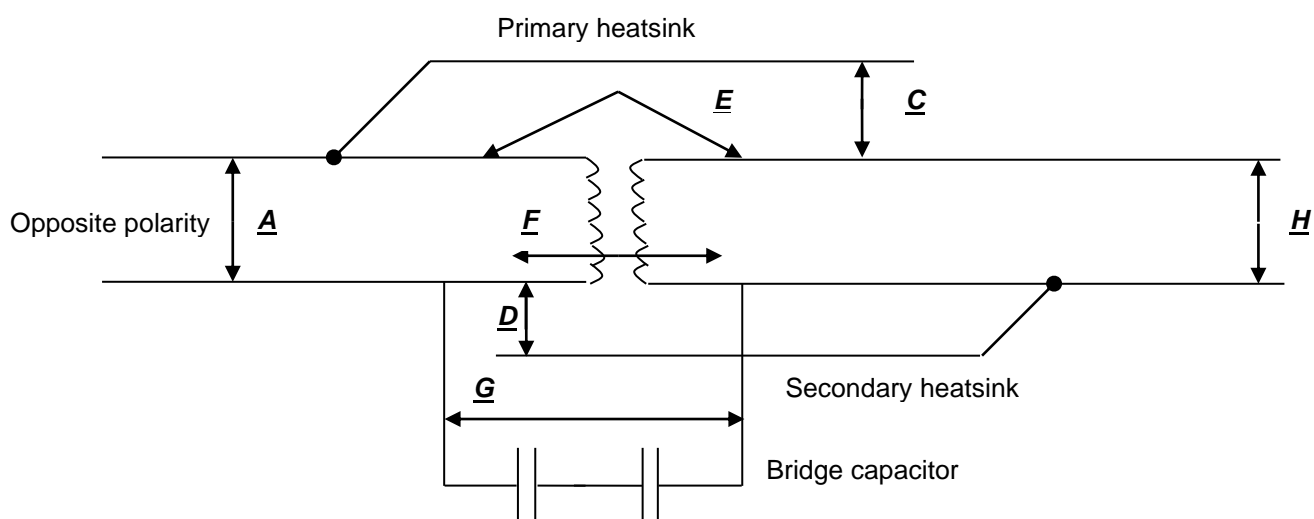 Primary heatsink
E
C
Opposite polarity
A
F
H
D
G
Secondary heatsink
Bridge capacitor